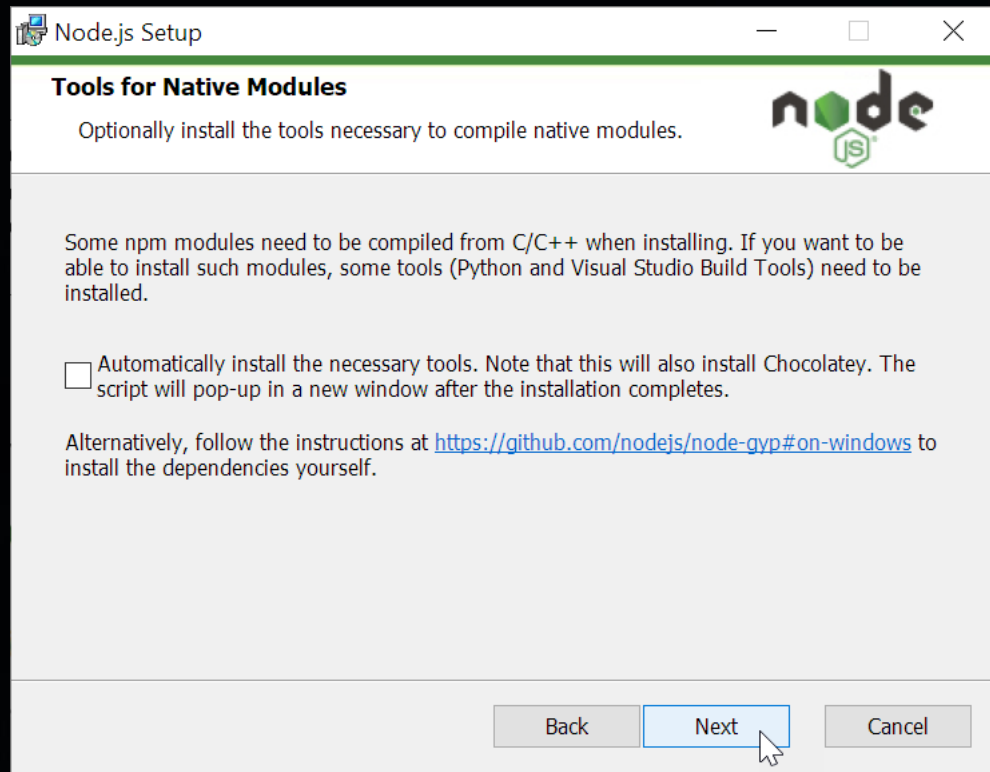 Node.js Setup
Tools for Native Modules
Optionally install the tools necessary to compile native modules.
node
JS
Some npm modules need to be compiled from C/C++ when installing. If you want to be
able to install such modules, some tools (Python and Visual Studio Build Tools) need to be
installed.
Automatically install the necessary tools. Note that this will also install Chocolatey. The
script will pop-up in a new window after the installation completes.
Alternatively, follow the instructions at https://github.com/nodejs/node-gyp#on-windows to
install the dependencies yourself.
Back
Next
Cancel